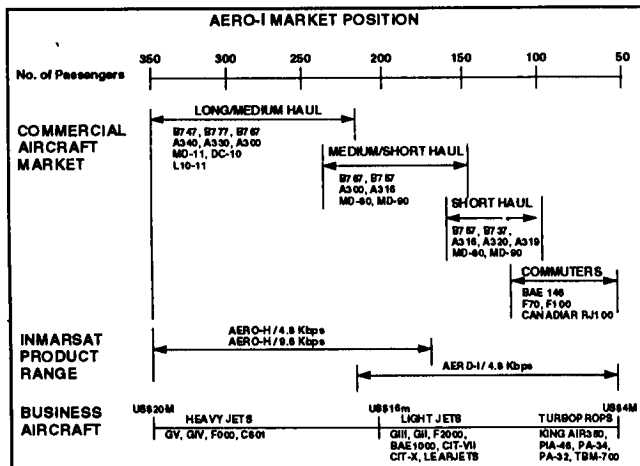 AERO-I MARKET POSITION
350 300 250 200 150 100 50
No. of Passengers
LONG/MEDIUM HAUL
COMMERCIAL
AIRCRAFT
MARKET
B747, B777, B767
A340, A330, A300
MD-11, DC-10
L10-11
MEDIUM/SHORT HAUL
B767, B757
A300, A316
MD-80, MD-90
SHORT HAUL
B757, B737,
A316, A320, A319
MD-80, MD-90
COMMUTERS
BAE 146
F70, F100
CANADIAR RJ100
INMARSAT
PRODUCT
RANGE
AERO-H / 4.8 Kbps
AERO-H / 9.6 Kbps
AERO-I / 4.8 Kbps
BUSINESS
AIRCRAFT
US$20M US$16m US$4M
HEAVY JETS LIGHT JETS TURBOPROPS
GV, GIV, F000, C601
GIII, GII, F2000,
BAE1000, CIT-VII
CIT-X, LEARJETS
KING AIR350,
PIA-46, PA-34,
PA-32, TBM-700